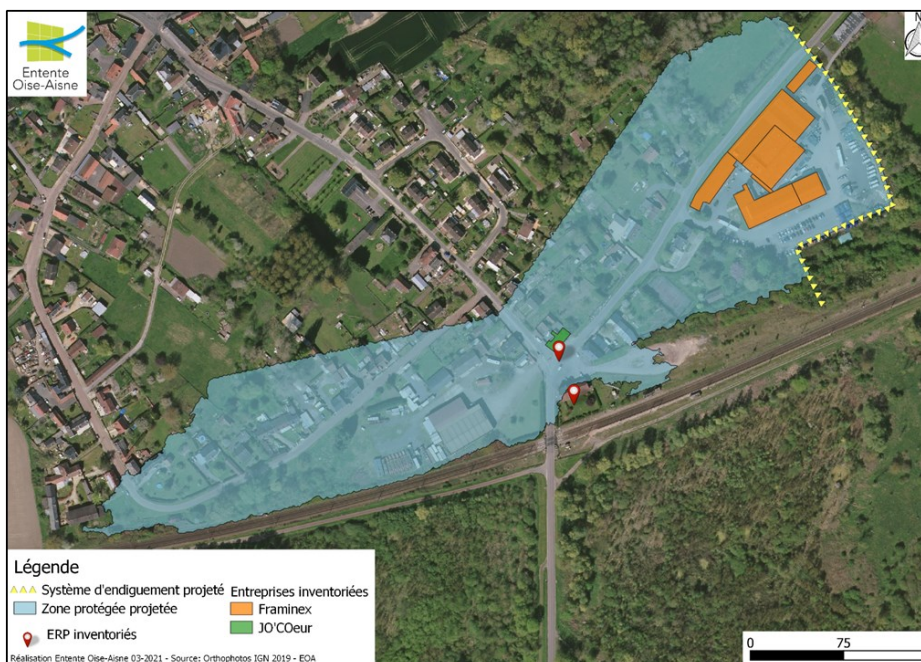 Entente
Oise-Aisne
N
Légende
Système d'endiguement projeté
Zone protégée projetée
ERP inventoriés
Entreprises inventoriées
Framinex
JO'COeur
Réalisation Entente Oise-Aisne 03-2021 - Source: Orthophotos IGN 2019 - EOA
0 75